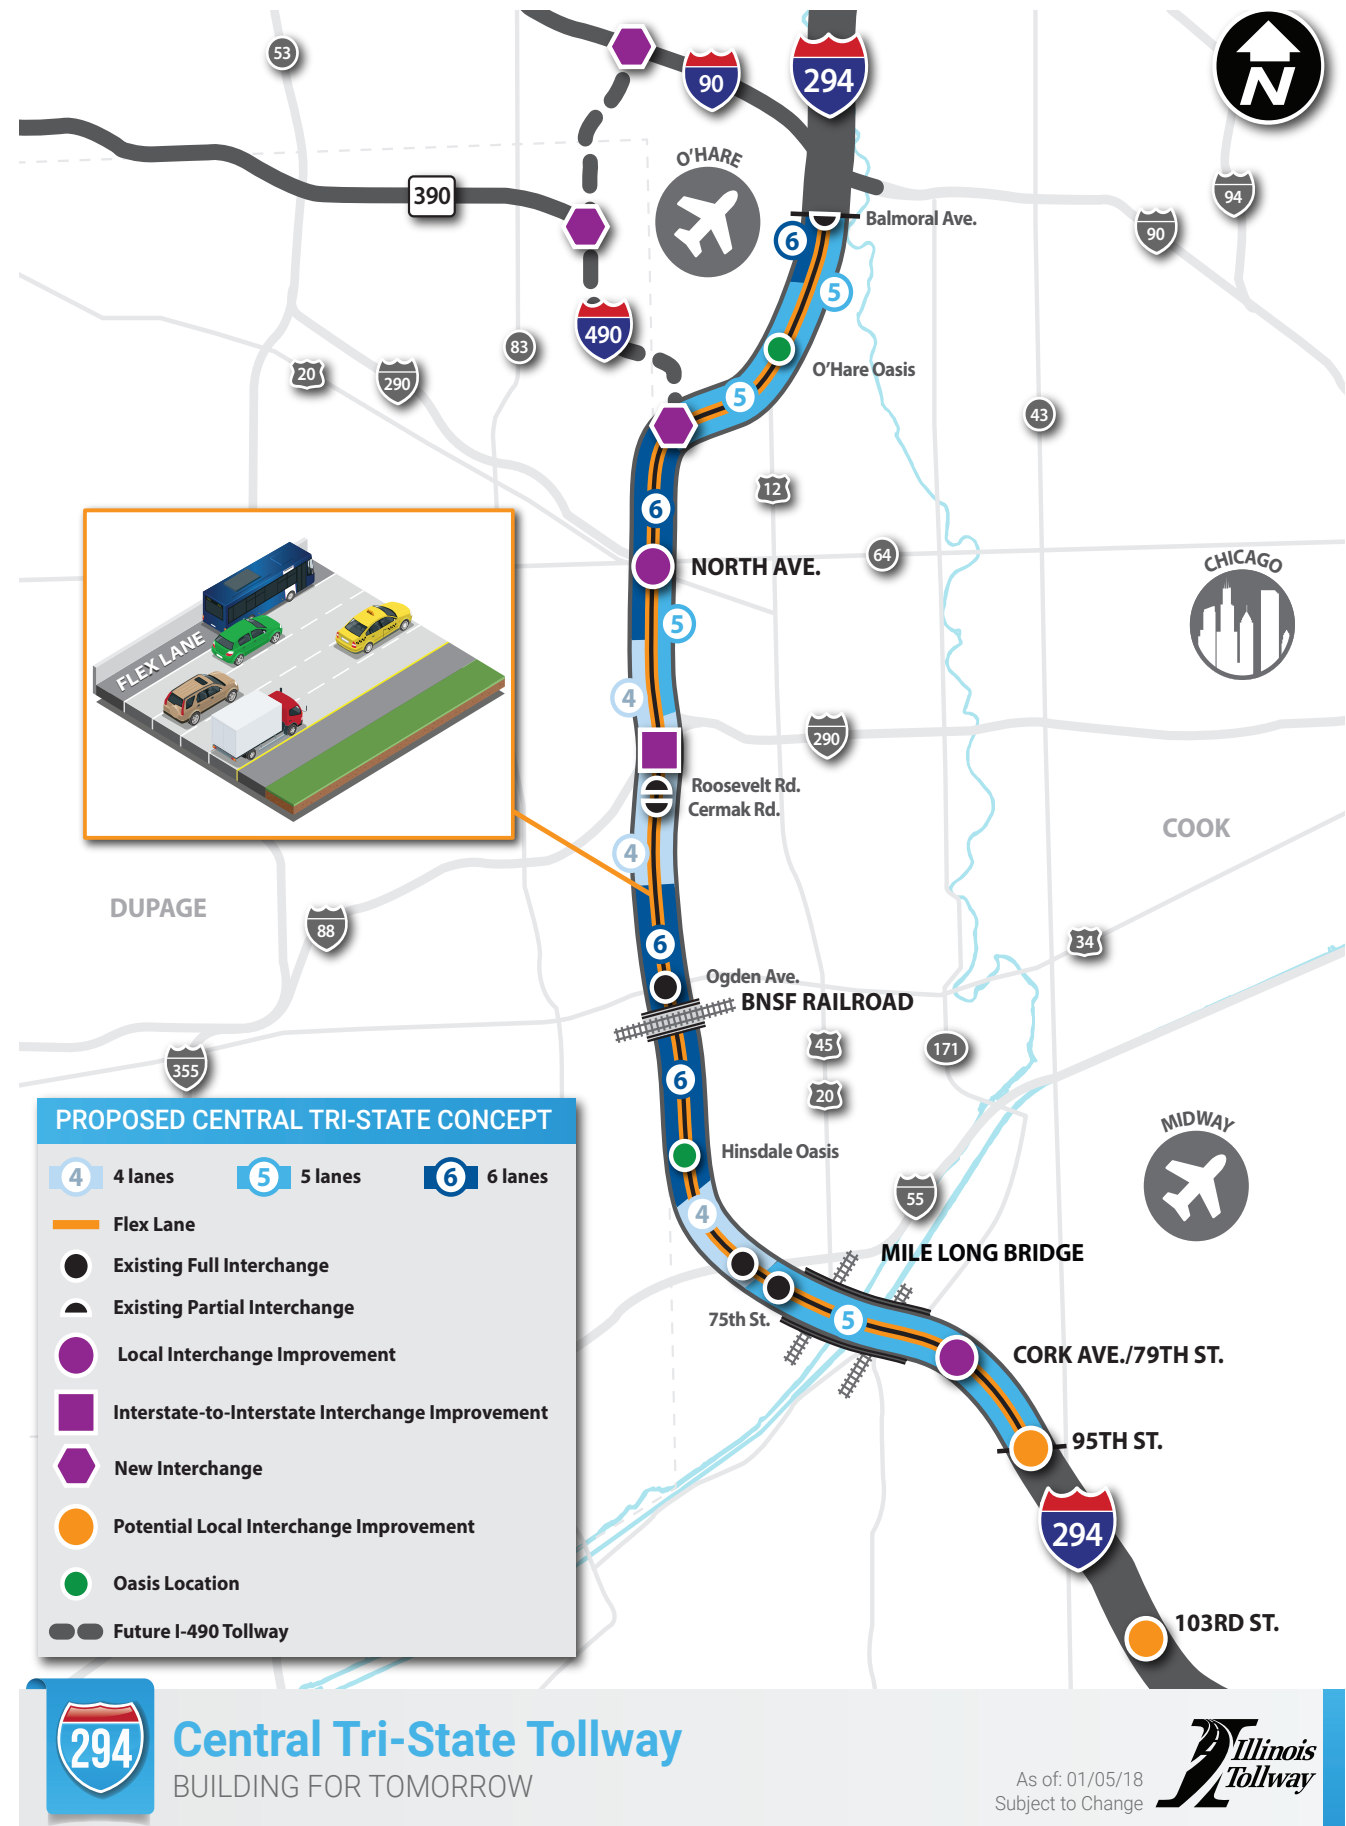 53
90
294
N
O'HARE
390
94
90
Balmoral Ave.
6
5
490
83
20
290
O'Hare Oasis
5
43
12
6
64
NORTH AVE.
CHICAGO
FLEX LANE
5
4
290
Roosevelt Rd.
Cermak Rd.
COOK
4
DUPAGE
88
6
34
Ogden Ave.
BNSF RAILROAD
45
171
355
6
20
MIDWAY
Hinsdale Oasis
55
4
MILE LONG BRIDGE
75th St.
5
CORK AVE./79TH ST.
95TH ST.
294
103RD ST.
PROPOSED CENTRAL TRI-STATE CONCEPT
4 4 lanes 5 5 lanes 6 6 lanes
Flex Lane
Existing Full Interchange
Existing Partial Interchange
Local Interchange Improvement
Interstate-to-Interstate Interchange Improvement
New Interchange
Potential Local Interchange Improvement
Oasis Location
Future I-490 Tollway
294
Central Tri-State Tollway
BUILDING FOR TOMORROW
As of: 01/05/18
Subject to Change
Illinois
Tollway